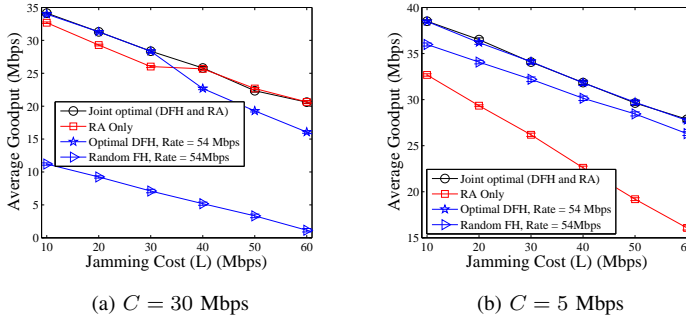 35
30
25
20
15
10
5
0
Average Goodput (Mbps)
Joint optimal (DFH and RA)
RA Only
Optimal DFH, Rate = 54 Mbps
Random FH, Rate = 54Mbps
10 20 30 40 50 60
Jamming Cost (L) (Mbps)
(a) C = 30 Mbps
40
35
30
25
20
15
Average Goodput (Mbps)
Joint optimal (DFH and RA)
RA Only
Optimal DFH, Rate = 54 Mbps
Random FH, Rate = 54Mbps
10 20 30 40 50 6
Jamming Cost (L) (Mbps)
(b) C = 5 Mbps